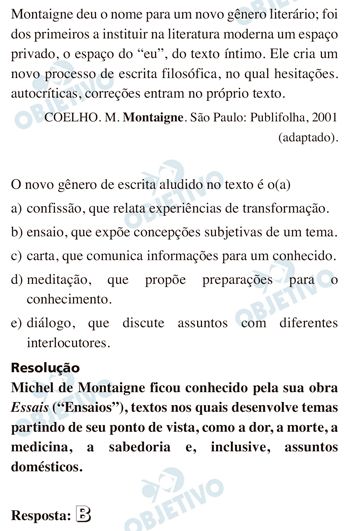 Montaigne deu o nome para um novo gênero literário; foi
dos primeiros a instituir na literatura moderna um espaço
privado, o espaço do “eu”, do texto íntimo. Ele cria um
novo processo de escrita filosófica, no qual hesitações.
autocríticas, correções entram no próprio texto.
COELHO. M. Montaigne. São Paulo: Publifolha, 2001
(adaptado).
O novo gênero de escrita aludido no texto é o(a)
a) confissão, que relata experiências de transformação.
b) ensaio, que expõe concepções subjetivas de um tema.
c) carta, que comunica informações para um conhecido.
d) meditação, que propõe preparações para o
conhecimento.
e) diálogo, que discute assuntos com diferentes
interlocutores.
Resolução
Michel de Montaigne ficou conhecido pela sua obra
Essais (“Ensaios”), textos nos quais desenvolve temas
partindo de seu ponto de vista, como a dor, a morte, a
medicina, a sabedoria e, inclusive, assuntos
domésticos.
Resposta: B
OBJETIVO
OBJETIVO
OBJETIVO
OBJETIVO
OBJETIVO